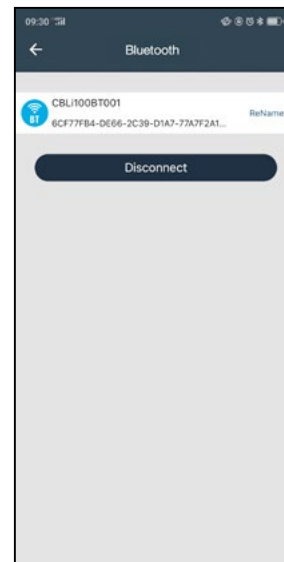 09:30
Bluetooth
CBLi100BT001
BT
6CF77FB4-DE66-2C39-D1A7-77A7F2A1...
ReName
Disconnect